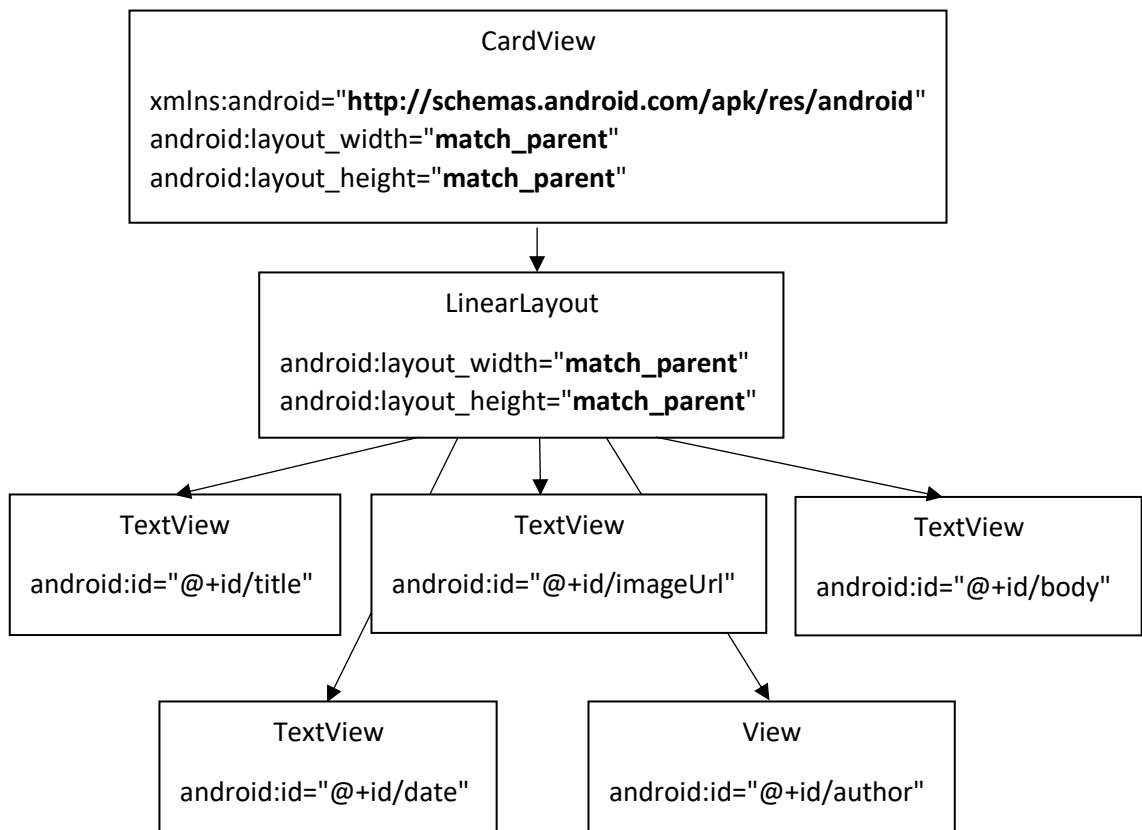 CardView
xmlns:android="http://schemas.android.com/apk/res/android"
android:layout_width="match_parent"
android:layout_height="match_parent"
LinearLayout
android:layout_width="match_parent"
android:layout_height="match_parent"
TextView
android:id="@+id/title"
TextView
android:id="@+id/imageUrl"
TextView
android:id="@+id/body"
TextView
android:id="@+id/date"
View
android:id="@+id/author"